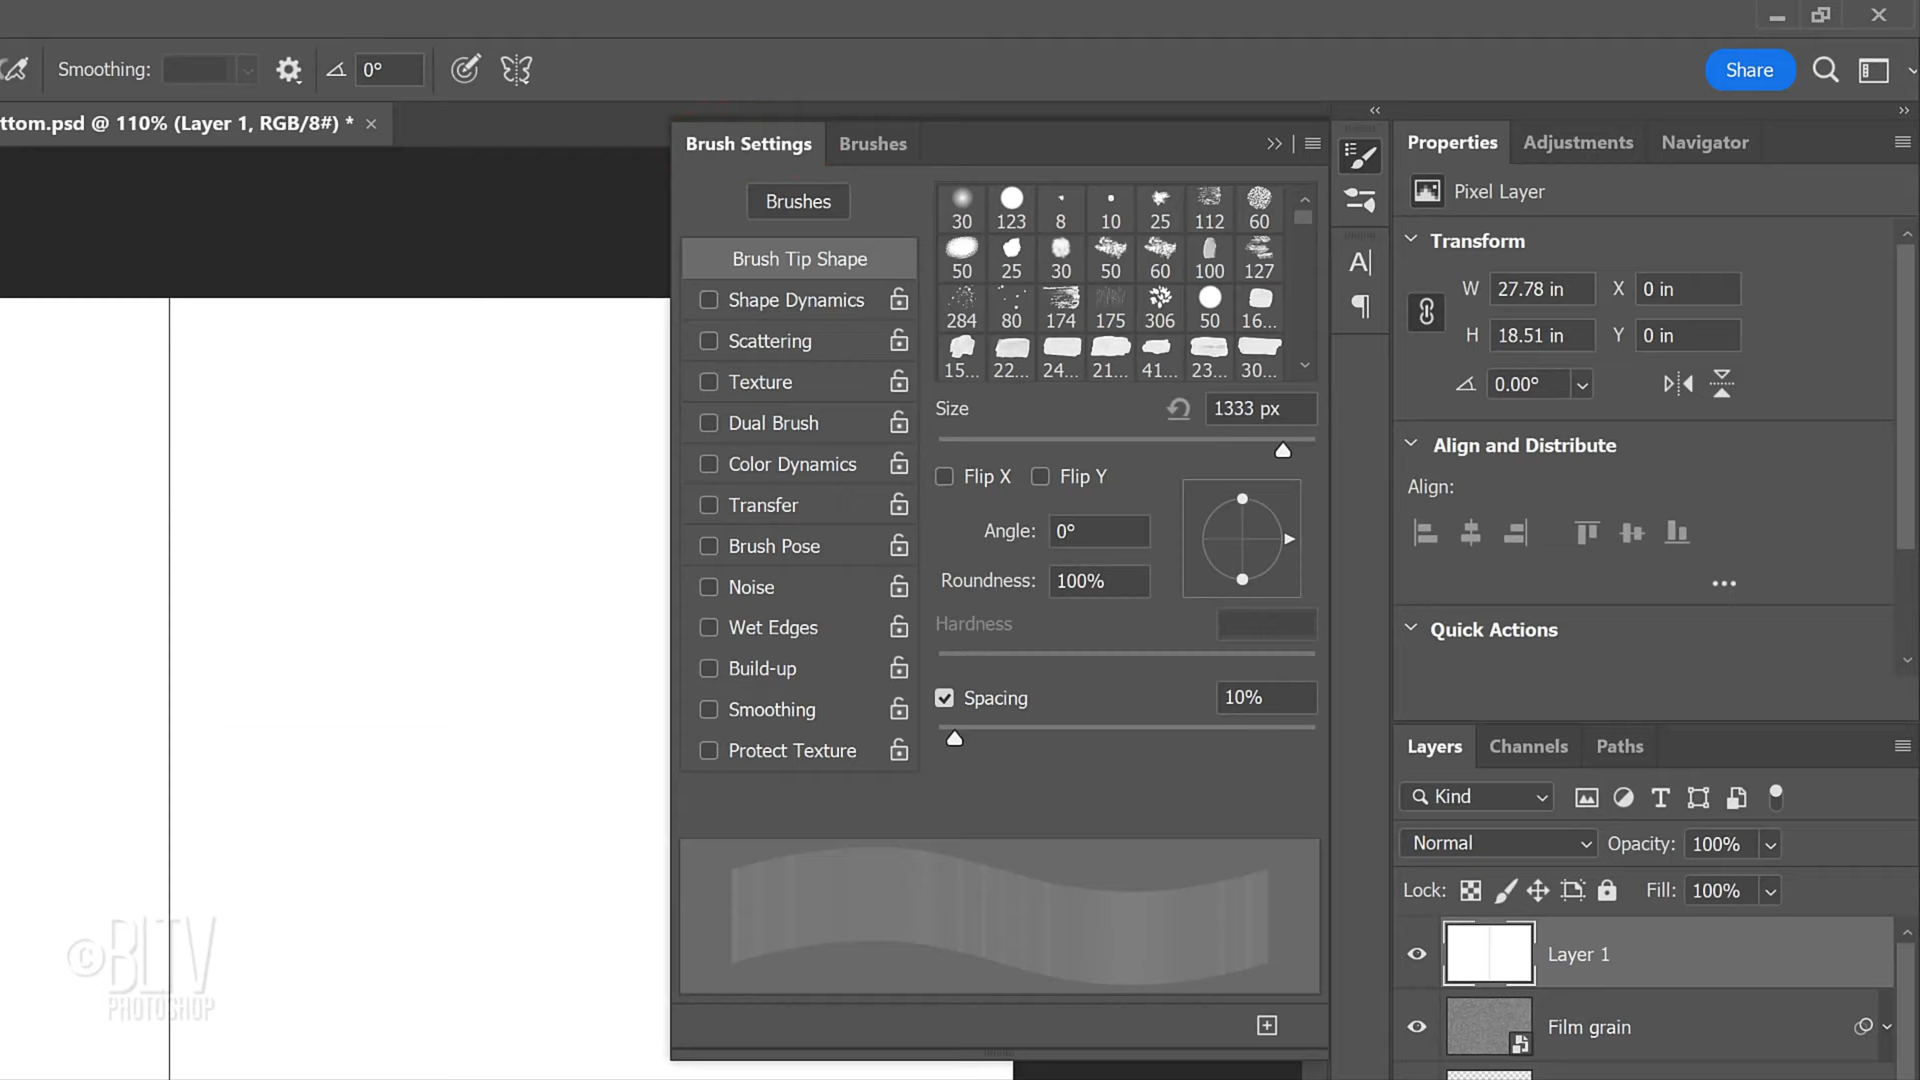 Smoothing:
0°
Share
ttom.psd @ 110% (Layer 1, RGB/8#) *
Brush Settings
Brushes
Brushes
Brush Tip Shape
Shape Dynamics
Scattering
Texture
Dual Brush
Color Dynamics
Transfer
Brush Pose
Noise
Wet Edges
Build-up
Smoothing
Protect Texture
30 123 8 10 25 112 60
50 25 30 50 60 100 127
284 80 174 175 306 50 16...
15... 22... 24... 21... 41... 23... 30...
Size
1333 px
Flip X
Flip Y
Angle: 0°
Roundness: 100%
Hardness
Spacing
10%
Properties
Adjustments
Navigator
Pixel Layer
Transform
W 27.78 in X 0 in
H 18.51 in Y 0 in
0.00°
Align and Distribute
Align:
Quick Actions
Layers
Channels
Paths
Kind
Normal
Opacity: 100%
Lock:
Fill: 100%
Layer 1
Film grain
©BLTV
PHOTOSHOP